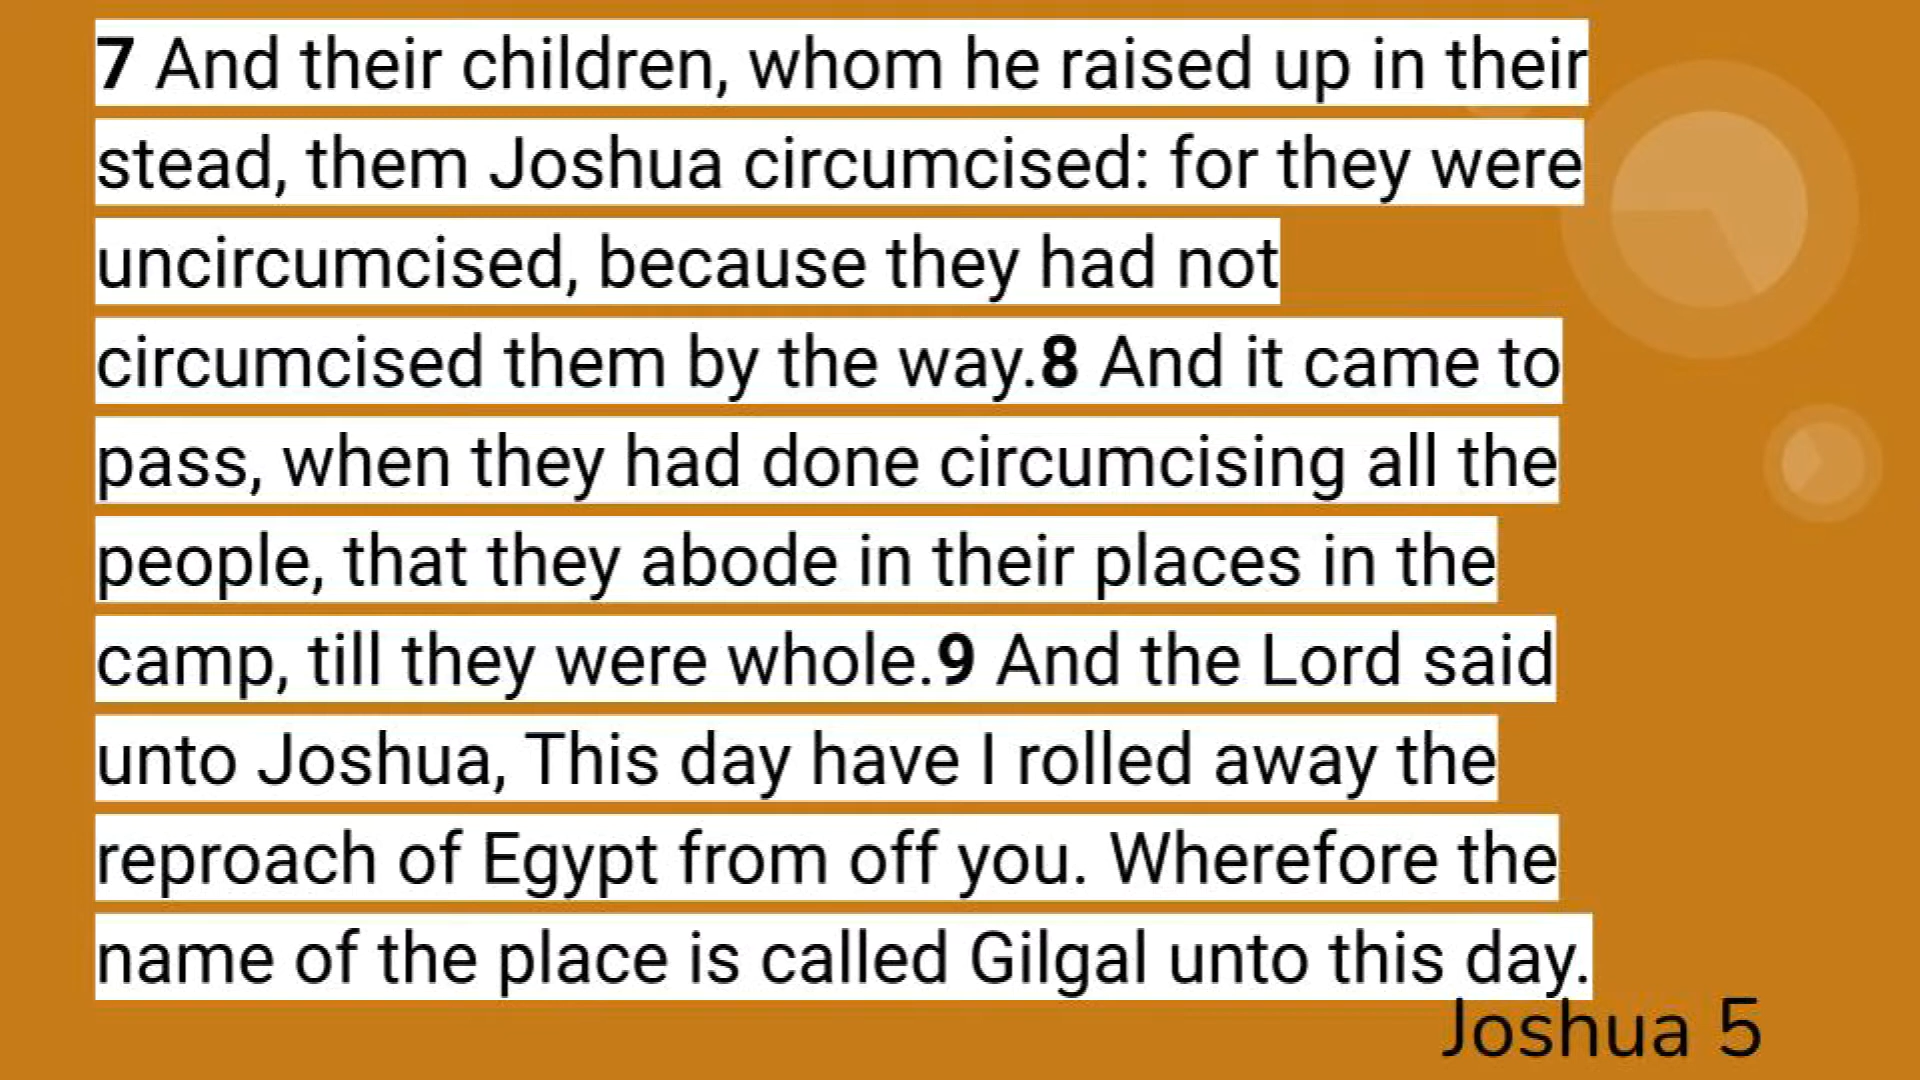 7 And their children, whom he raised up in their
stead, them Joshua circumcised: for they were
uncircumcised, because they had not
circumcised them by the way.8 And it came to
pass, when they had done circumcising all the
people, that they abode in their places in the
camp, till they were whole.9 And the Lord said
unto Joshua, This day have I rolled away the
reproach of Egypt from off you. Wherefore the
name of the place is called Gilgal unto this day.
Joshua 5